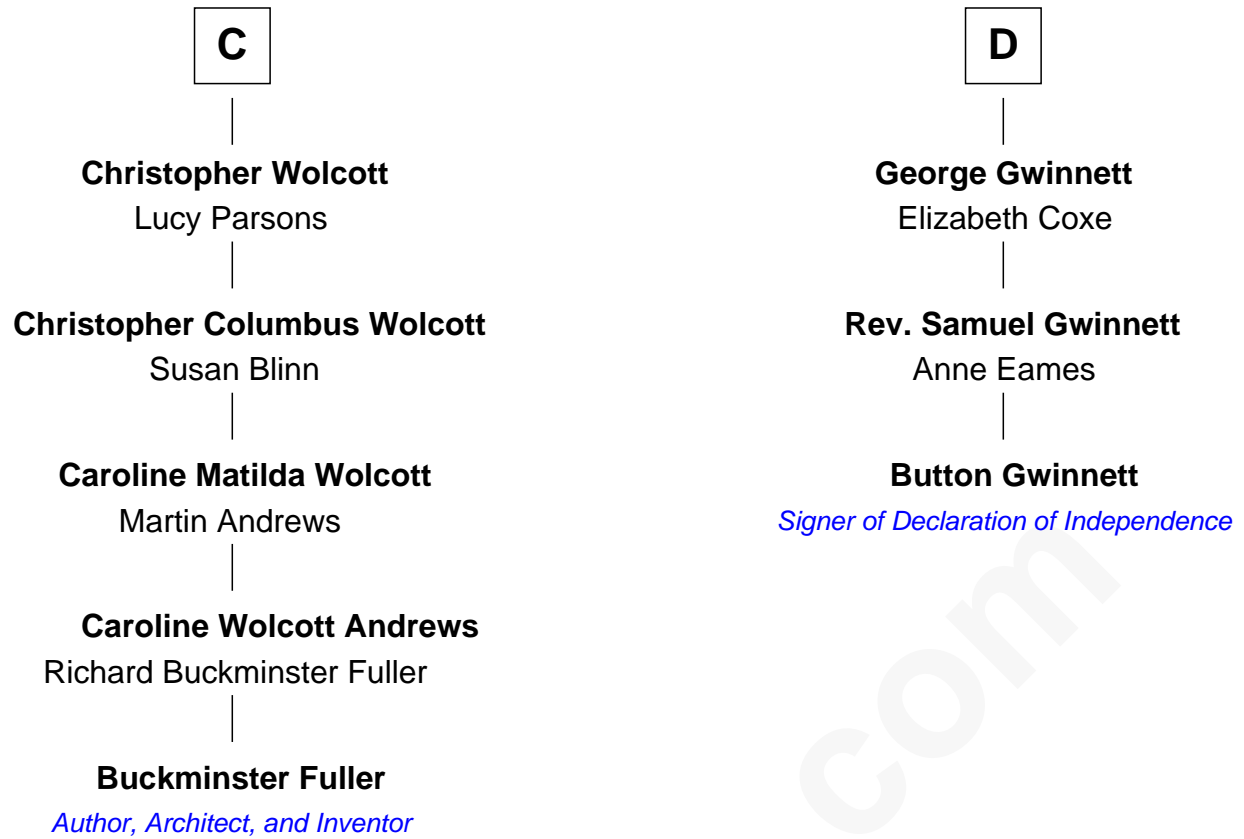 C
Christopher Wolcott
Lucy Parsons
Christopher Columbus Wolcott
Susan Blinn
Caroline Matilda Wolcott
Martin Andrews
Caroline Wolcott Andrews
Richard Buckminster Fuller
Buckminster Fuller
Author, Architect, and Inventor
D
George Gwinnett
Elizabeth Coxe
Rev. Samuel Gwinnett
Anne Eames
Button Gwinnett
Signer of Declaration of Independence
com